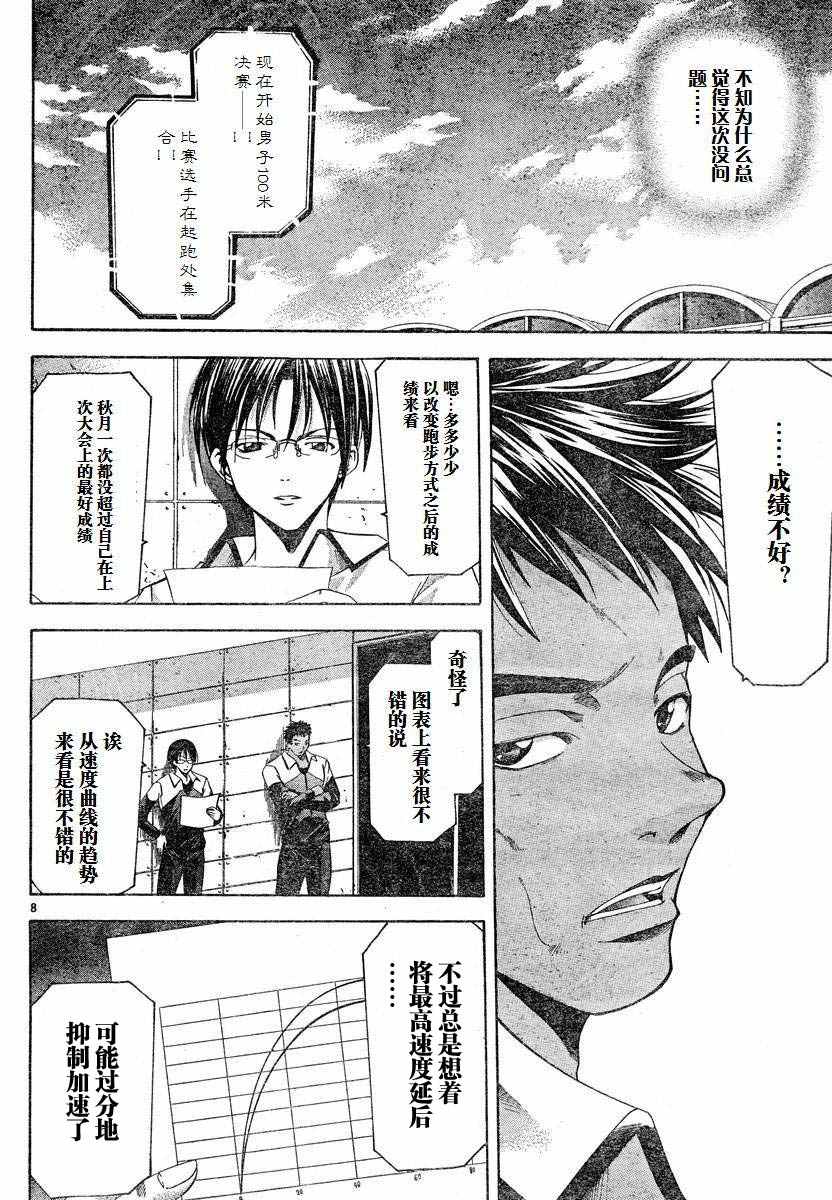 不知为什么总
觉得这次没问
题……
现在开始男子100米
决赛——!!
比赛选手在起跑处集
合!!
……成绩不好?
嗯…多多少少
以改变跑步方式之后的成
绩来看
秋月一次都没超过自己在上
次大会上的最好成绩
奇怪了
图表上看来很不
错的说
诶
从速度曲线的趋势
来看是很不错的
8
不过总是想着
将最高速度延后
……
可能过分地
抑制加速了
0
20
40
60
80